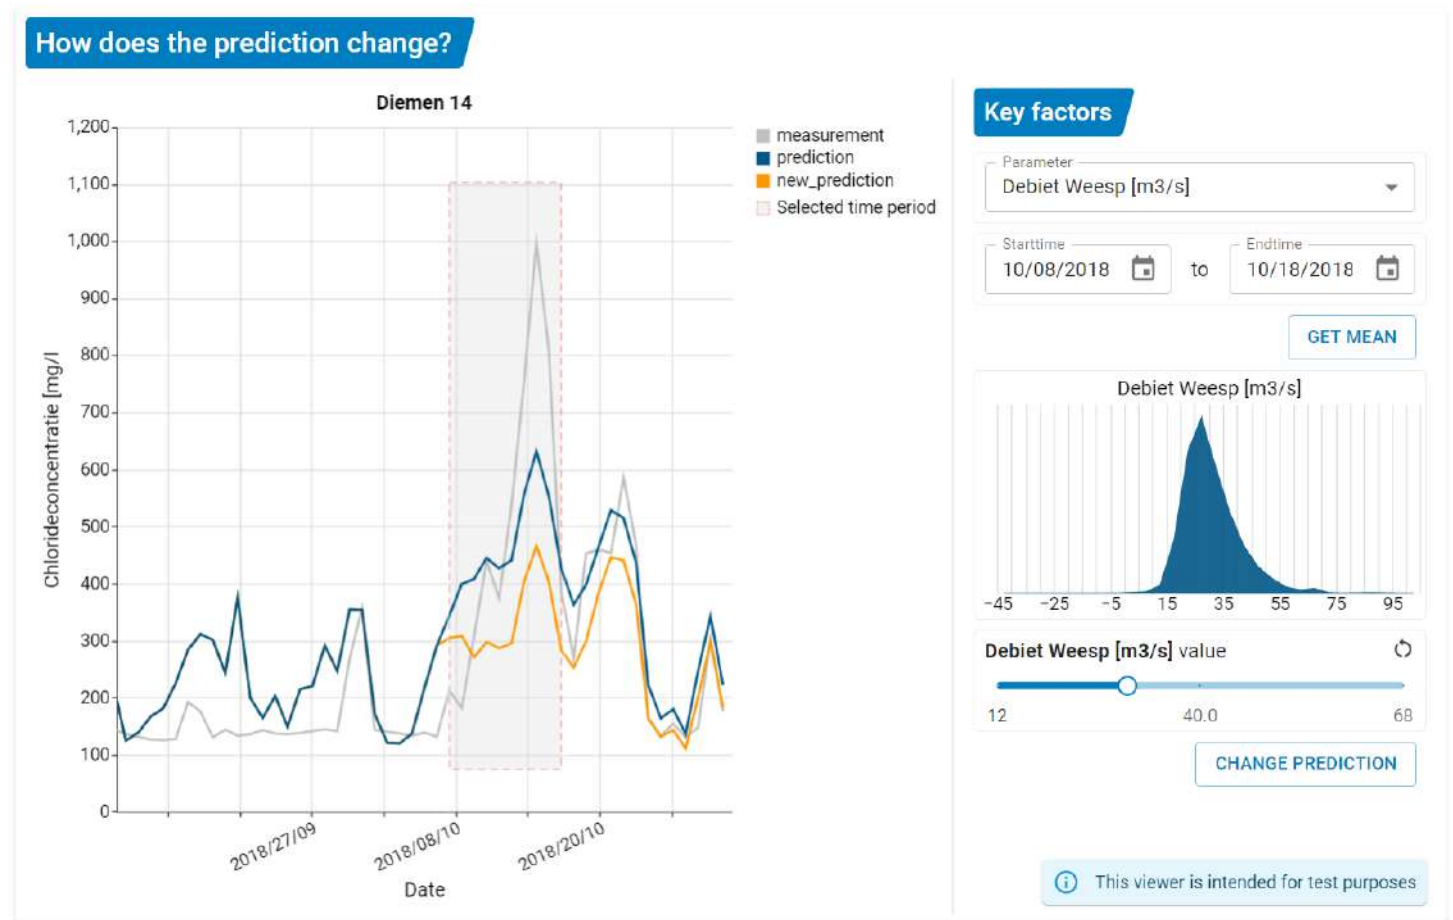 How does the prediction change?
Diemen 14
1,200
1,100
1,000
900
800
700
600
500
400
300
200
100
0
Chlorideconcentratie [mg/l]
2018/27/09
2018/08/10
2018/20/10
Date
measurement
prediction
new_prediction
Selected time period
Key factors
Parameter
Debiet Weesp [m3/s]
Starttime
10/08/2018
to
Endtime
10/18/2018
GET MEAN
Debiet Weesp [m3/s]
−45 −25 −5 15 35 55 75 95
Debiet Weesp [m3/s] value
12 40.0 68
CHANGE PREDICTION
This viewer is intended for test purposes